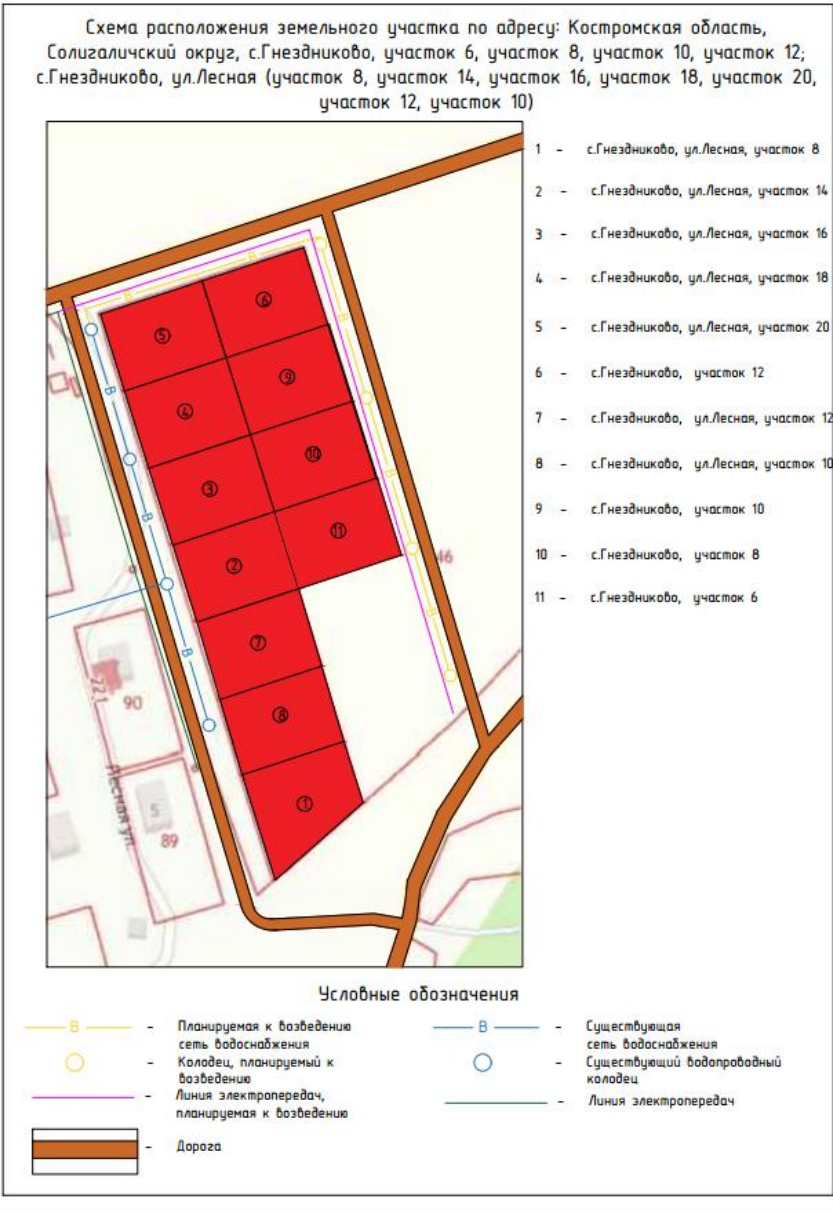 Схема расположения земельного участка по адресу: Костромская область,
Солигаличский округ, с.Гнездниково, участок 6, участок 8, участок 10, участок 12;
с.Гнездниково, ул.Лесная (участок 8, участок 14, участок 16, участок 18, участок 20,
участок 12, участок 10)
1 - с.Гнездниково, ул.Лесная, участок 8
2 - с.Гнездниково, ул.Лесная, участок 14
3 - с.Гнездниково, ул.Лесная, участок 16
4 - с.Гнездниково, ул.Лесная, участок 18
5 - с.Гнездниково, ул.Лесная, участок 20
6 - с.Гнездниково, участок 12
7 - с.Гнездниково, ул.Лесная, участок 12
8 - с.Гнездниково, ул.Лесная, участок 10
9 - с.Гнездниково, участок 10
10 - с.Гнездниково, участок 8
11 - с.Гнездниково, участок 6
В
В
6
5
В
В
9
4
10
3
В
11
46
2
В
7
В
221
90
8
Лесная ул.
5
1
89
Условные обозначения
В - Планируемая к возведению
сеть водоснабжения
- Колодец, планируемый к
возведению
- Линия электропередач,
планируемая к возведению
- Дорога
В - Существующая
сеть водоснабжения
- Существующий водопроводный
колодец
- Линия электропередач